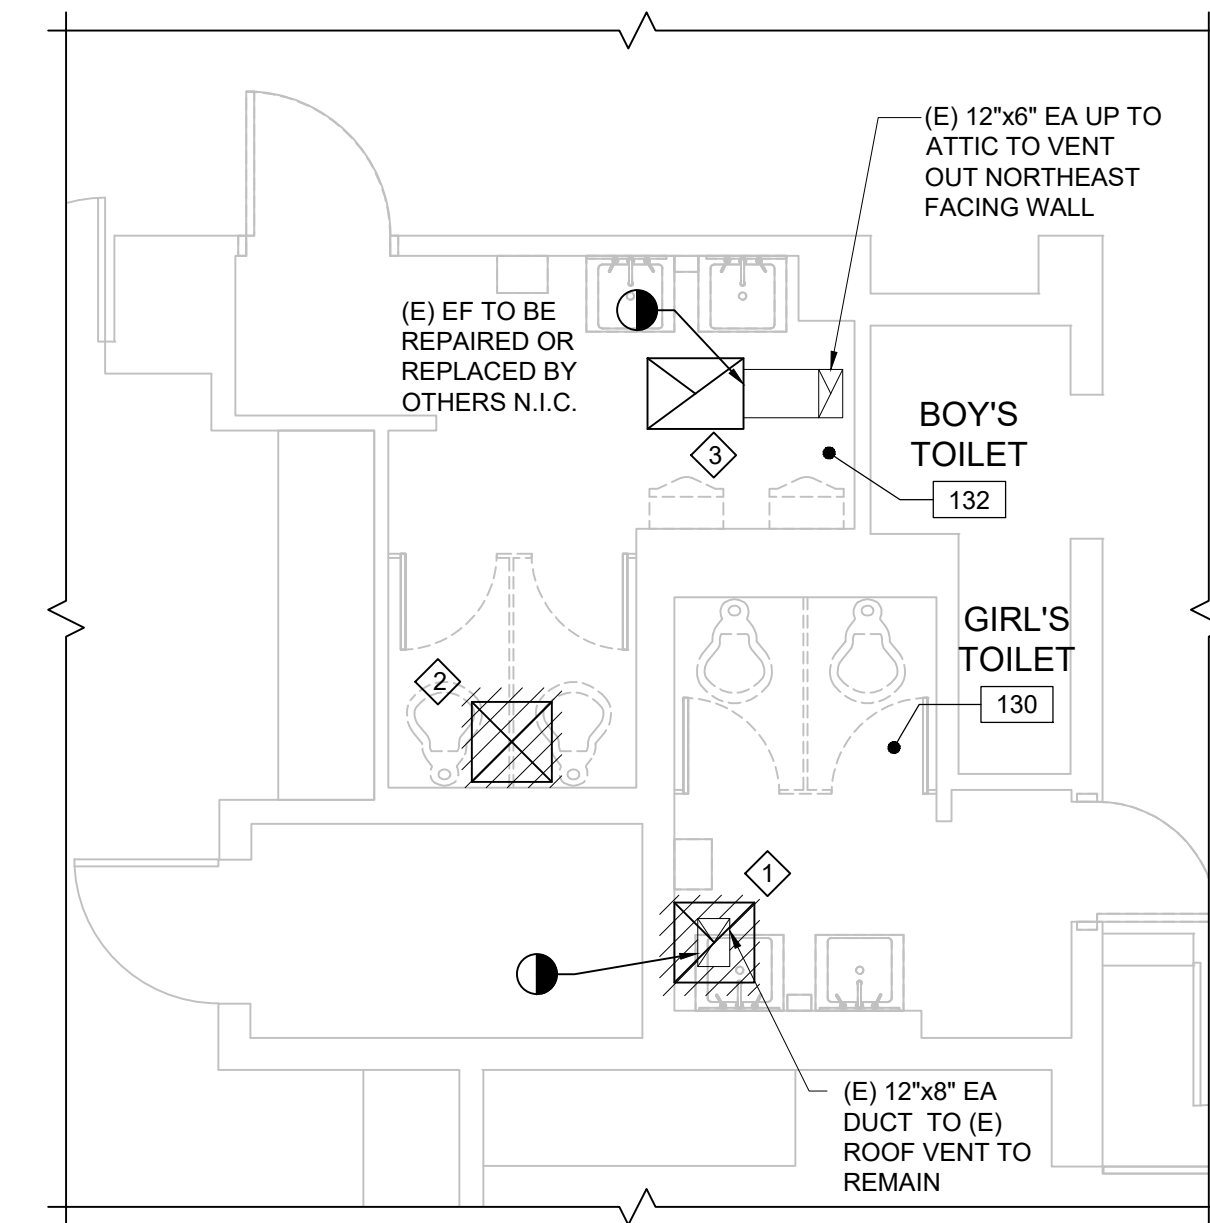 (E) 12"x6" EA UP TO
ATTIC TO VENT
OUT NORTHEAST
FACING WALL
(E) EF TO BE
REPAIRED OR
REPLACED BY
OTHERS N.I.C.
BOY'S
TOILET
132
3
GIRL'S
TOILET
130
2
1
(E) 12"x8" EA
DUCT TO (E)
ROOF VENT TO
REMAIN